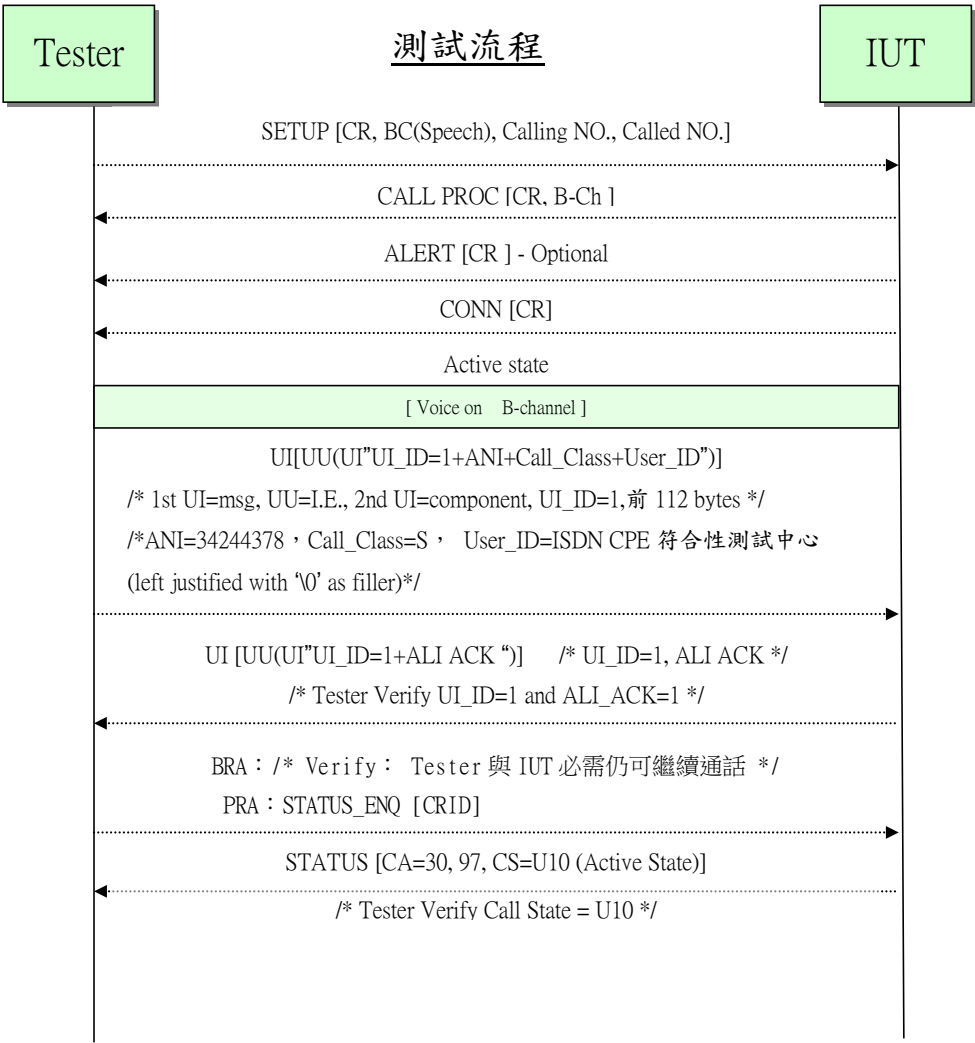 Tester
測試流程
IUT
SETUP [CR, BC(Speech), Calling NO., Called NO.]
CALL PROC [CR, B-Ch ]
ALERT [CR ] - Optional
CONN [CR]
Active state
[ Voice on B-channel ]
UI[UU(UI”UI_ID=1+ANI+Call_Class+User_ID”)]
/* 1st UI=msg, UU=I.E., 2nd UI=component, UI_ID=1,前 112 bytes */
/*ANI=34244378，Call_Class=S， User_ID=ISDN CPE 符合性測試中心
(left justified with ‘\0’ as filler)*/
UI [UU(UI”UI_ID=1+ALI ACK “)] /* UI_ID=1, ALI ACK */
/* Tester Verify UI_ID=1 and ALI_ACK=1 */
BRA：/* Verify： Tester 與 IUT 必需仍可繼續通話 */
PRA：STATUS_ENQ [CRID]
STATUS [CA=30, 97, CS=U10 (Active State)]
/* Tester Verify Call State = U10 */